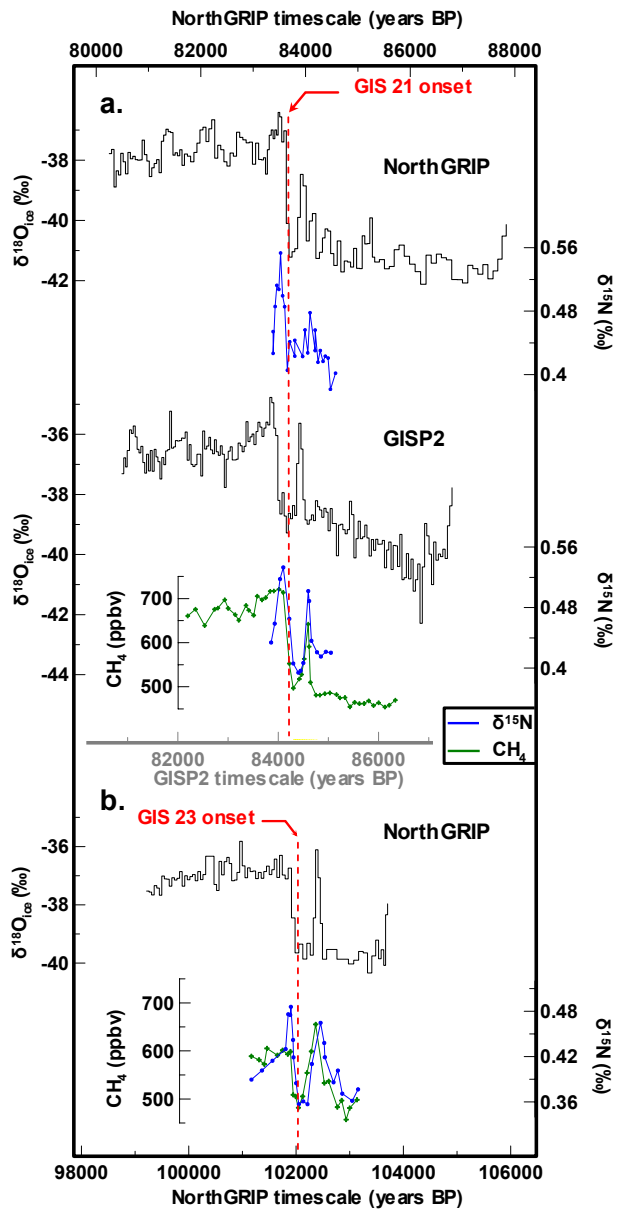 NorthGRIP timescale (years BP)
80000 82000 84000 86000 88000
a.
GIS 21 onset
NorthGRIP
-38
-40
-42
δ¹⁸Oᵢcₑ (‰)
0.56
0.48
0.4
δ¹⁵N (‰)
GISP2
-36
-38
-40
-42
-44
δ¹⁸Oᵢcₑ (‰)
0.56
0.48
0.4
δ¹⁵N (‰)
700
650
600
550
500
450
CH₄ (ppbv)
δ¹⁵N
CH₄
82000 84000 86000
GISP2 timescale (years BP)
b.
GIS 23 onset
NorthGRIP
-36
-38
-40
δ¹⁸Oᵢcₑ (‰)
700
600
500
CH₄ (ppbv)
0.48
0.42
0.36
δ¹⁵N (‰)
98000 100000 102000 104000 106000
NorthGRIP timescale (years BP)